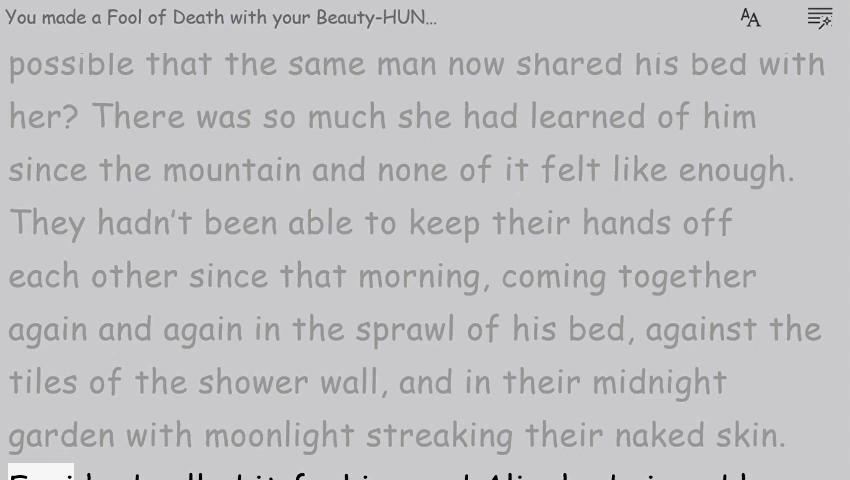 You made a Fool of Death with your Beauty-HUN...
possible that the same man now shared his bed with
her? There was so much she had learned of him
since the mountain and none of it felt like enough.
They hadn't been able to keep their hands off
each other since that morning, coming together
again and again in the sprawl of his bed, against the
tiles of the shower wall, and in their midnight
garden with moonlight streaking their naked skin.